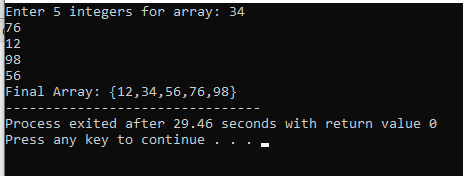 Enter 5 integers for array: 34
76
12
98
56
Final Array: {12,34,56,76,98}
--------------------------------
Process exited after 29.46 seconds with return value 0
Press any key to continue . . .